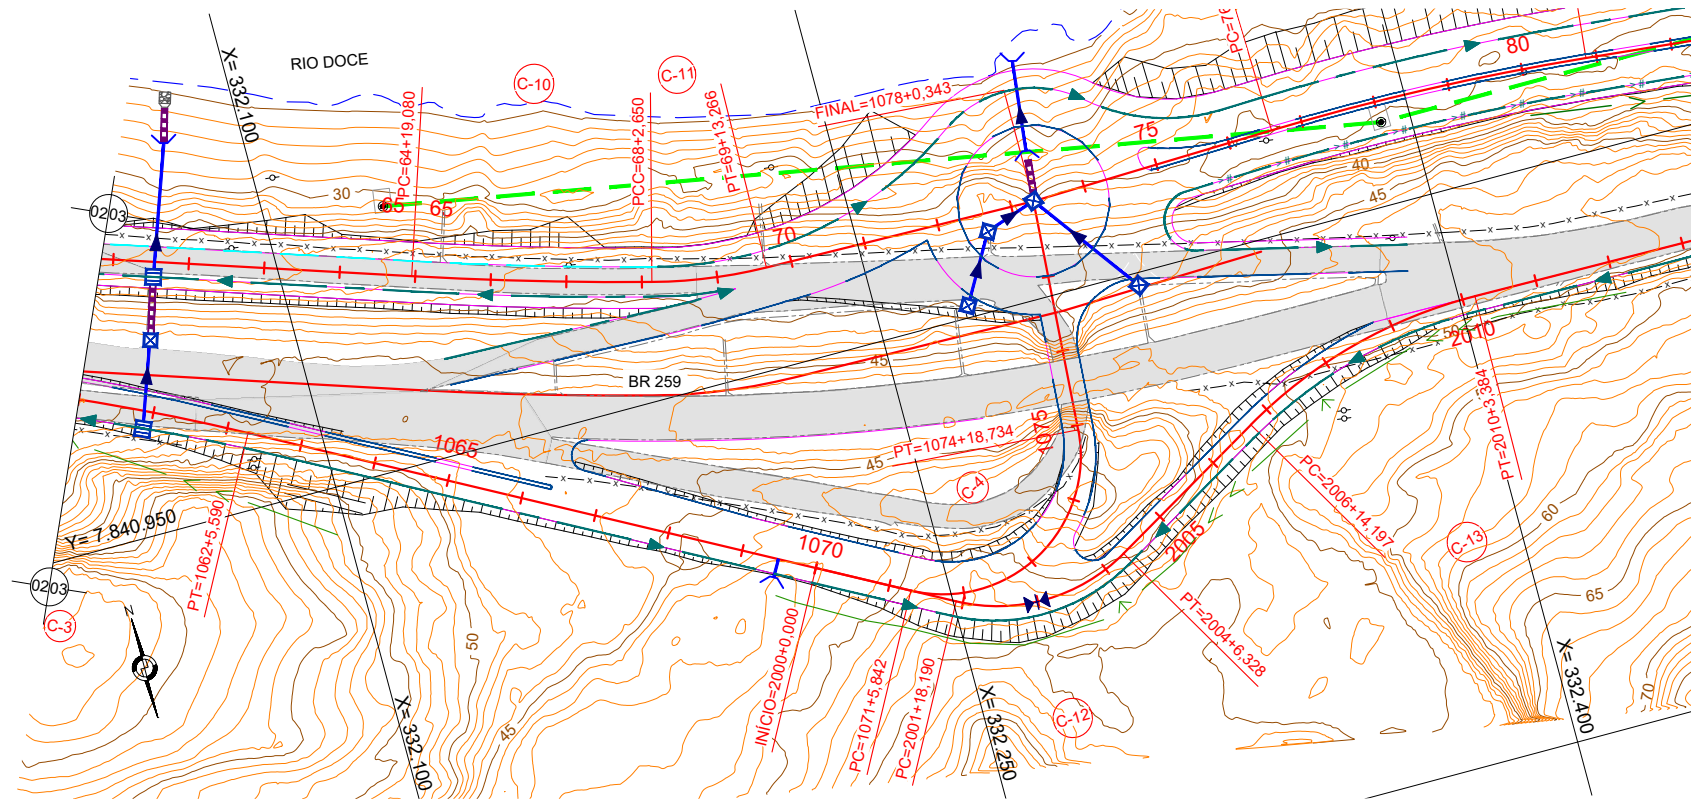 RIO DOCE
X= 332.100
C-10
C-11
PC=64+19,080
PCC=68+2,650
PT=69+13,266
FINAL=1078+0,343
PC=76
75
80
0203
30
65
65
70
40
45
45
BR 259
50
2010
1065
PT=1074+18,734
1075
45
C-4
PT=2010+3,384
PC=2006+14,197
60
C-13
Y= 7.840.950
PT=1062+5,590
1070
2005
0203
C-3
N
50
45
X= 332.100
INÍCIO=2000+0,000
PC=1071+5,842
PC=2001+18,190
X= 332.250
C-12
PT=2004+6,328
65
X= 332.400
70